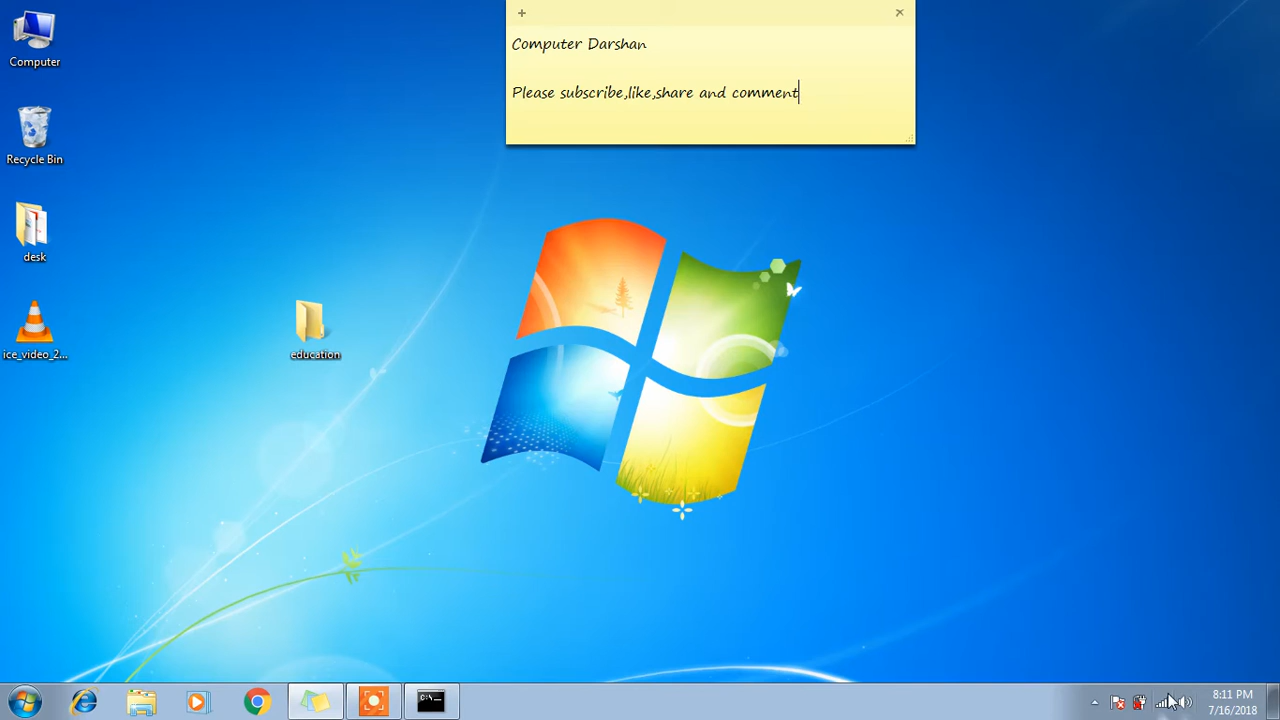 Computer Darshan
Please subscribe,like,share and comment
Computer
Recycle Bin
desk
ice_video_2...
education
C:\_
8:11 PM
7/16/2018